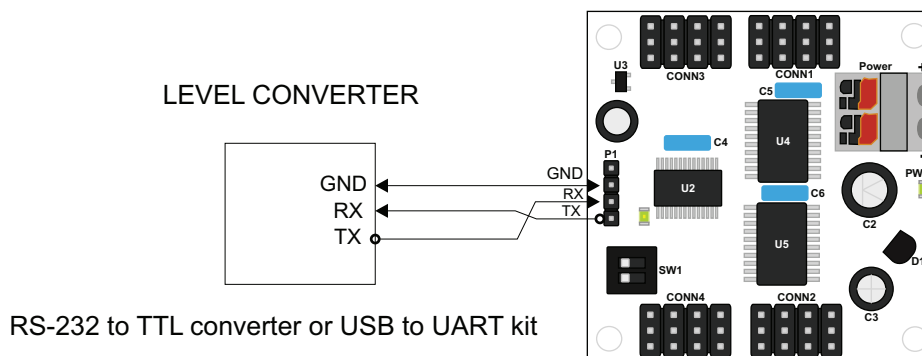 LEVEL CONVERTER
GND
RX
TX
RS-232 to TTL converter or USB to UART kit
GND
RX
TX
P1
U3
CONN3
CONN1
C5
Power
+
-
U4
C4
U2
C6
U5
PW
C2
D1
C3
SW1
CONN4
CONN2